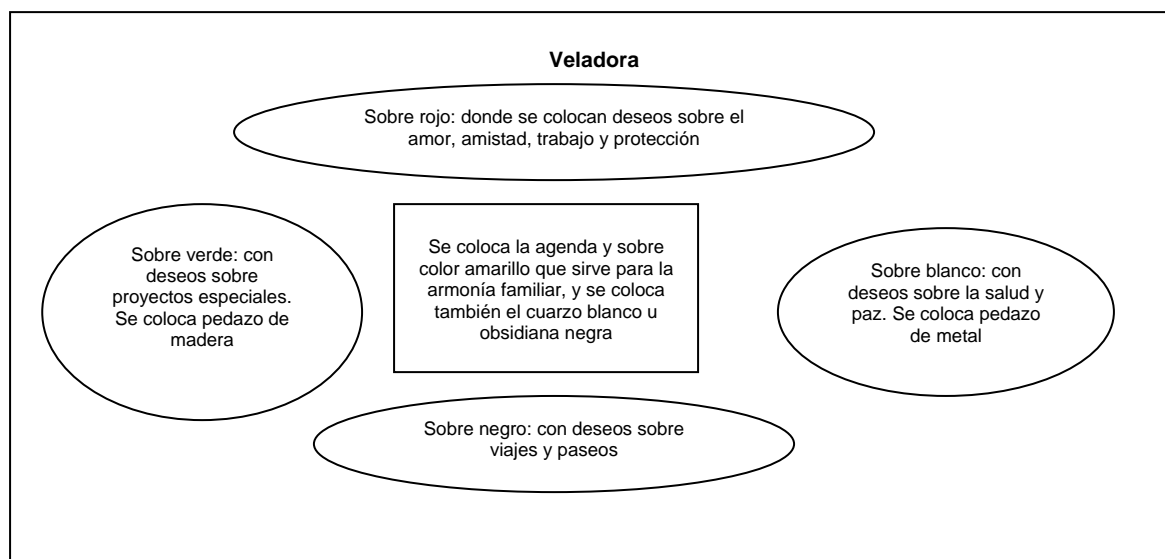 Veladora
Sobre rojo: donde se colocan deseos sobre el
amor, amistad, trabajo y protección
Sobre verde: con
deseos sobre
proyectos especiales.
Se coloca pedazo de
madera
Se coloca la agenda y sobre
color amarillo que sirve para la
armonía familiar, y se coloca
también el cuarzo blanco u
obsidiana negra
Sobre blanco: con
deseos sobre la salud y
paz. Se coloca pedazo
de metal
Sobre negro: con deseos sobre
viajes y paseos